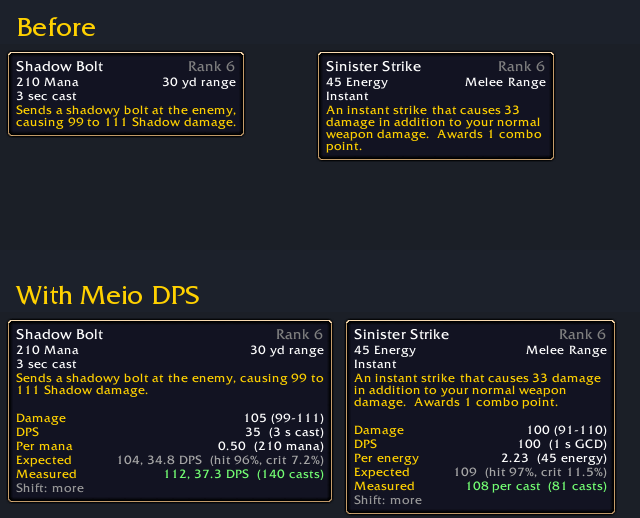 Before
Shadow Bolt Rank 6
210 Mana 30 yd range
3 sec cast
Sends a shadowy bolt at the enemy,
causing 99 to 111 Shadow damage.
Sinister Strike Rank 6
45 Energy Melee Range
Instant
An instant strike that causes 33
damage in addition to your normal
weapon damage. Awards 1 combo
point.
With Meio DPS
Shadow Bolt Rank 6
210 Mana 30 yd range
3 sec cast
Sends a shadowy bolt at the enemy, causing 99 to
111 Shadow damage.
Damage 105 (99-111)
DPS 35 (3 s cast)
Per mana 0.50 (210 mana)
Expected 104, 34.8 DPS (hit 96%, crit 7.2%)
Measured 112, 37.3 DPS (140 casts)
Shift: more
Sinister Strike Rank 6
45 Energy Melee Range
Instant
An instant strike that causes 33 damage
in addition to your normal weapon
damage. Awards 1 combo point.
Damage 100 (91-110)
DPS 100 (1 s GCD)
Per energy 2.23 (45 energy)
Expected 109 (hit 97%, crit 11.5%)
Measured 108 per cast (81 casts)
Shift: more